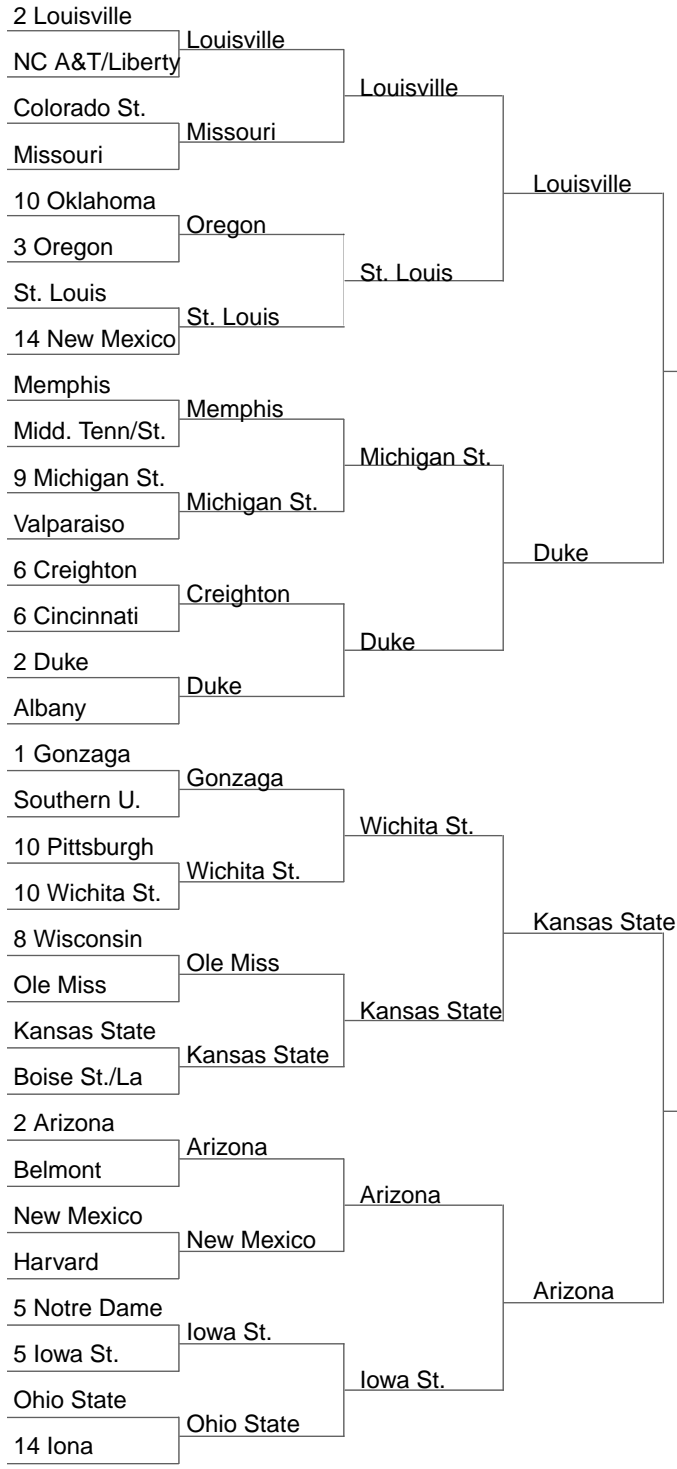 2 Louisville
NC A&T/Liberty
Colorado St.
Missouri
10 Oklahoma
3 Oregon
St. Louis
14 New Mexico
Memphis
Midd. Tenn/St.
9 Michigan St.
Valparaiso
6 Creighton
6 Cincinnati
2 Duke
Albany
1 Gonzaga
Southern U.
10 Pittsburgh
10 Wichita St.
8 Wisconsin
Ole Miss
Kansas State
Boise St./La
2 Arizona
Belmont
New Mexico
Harvard
5 Notre Dame
5 Iowa St.
Ohio State
14 Iona
Louisville
Missouri
Oregon
St. Louis
Memphis
Michigan St.
Creighton
Duke
Gonzaga
Wichita St.
Ole Miss
Kansas State
Arizona
New Mexico
Iowa St.
Ohio State
Louisville
St. Louis
Michigan St.
Duke
Wichita St.
Kansas State
Arizona
Iowa St.
Louisville
Duke
Kansas State
Arizona